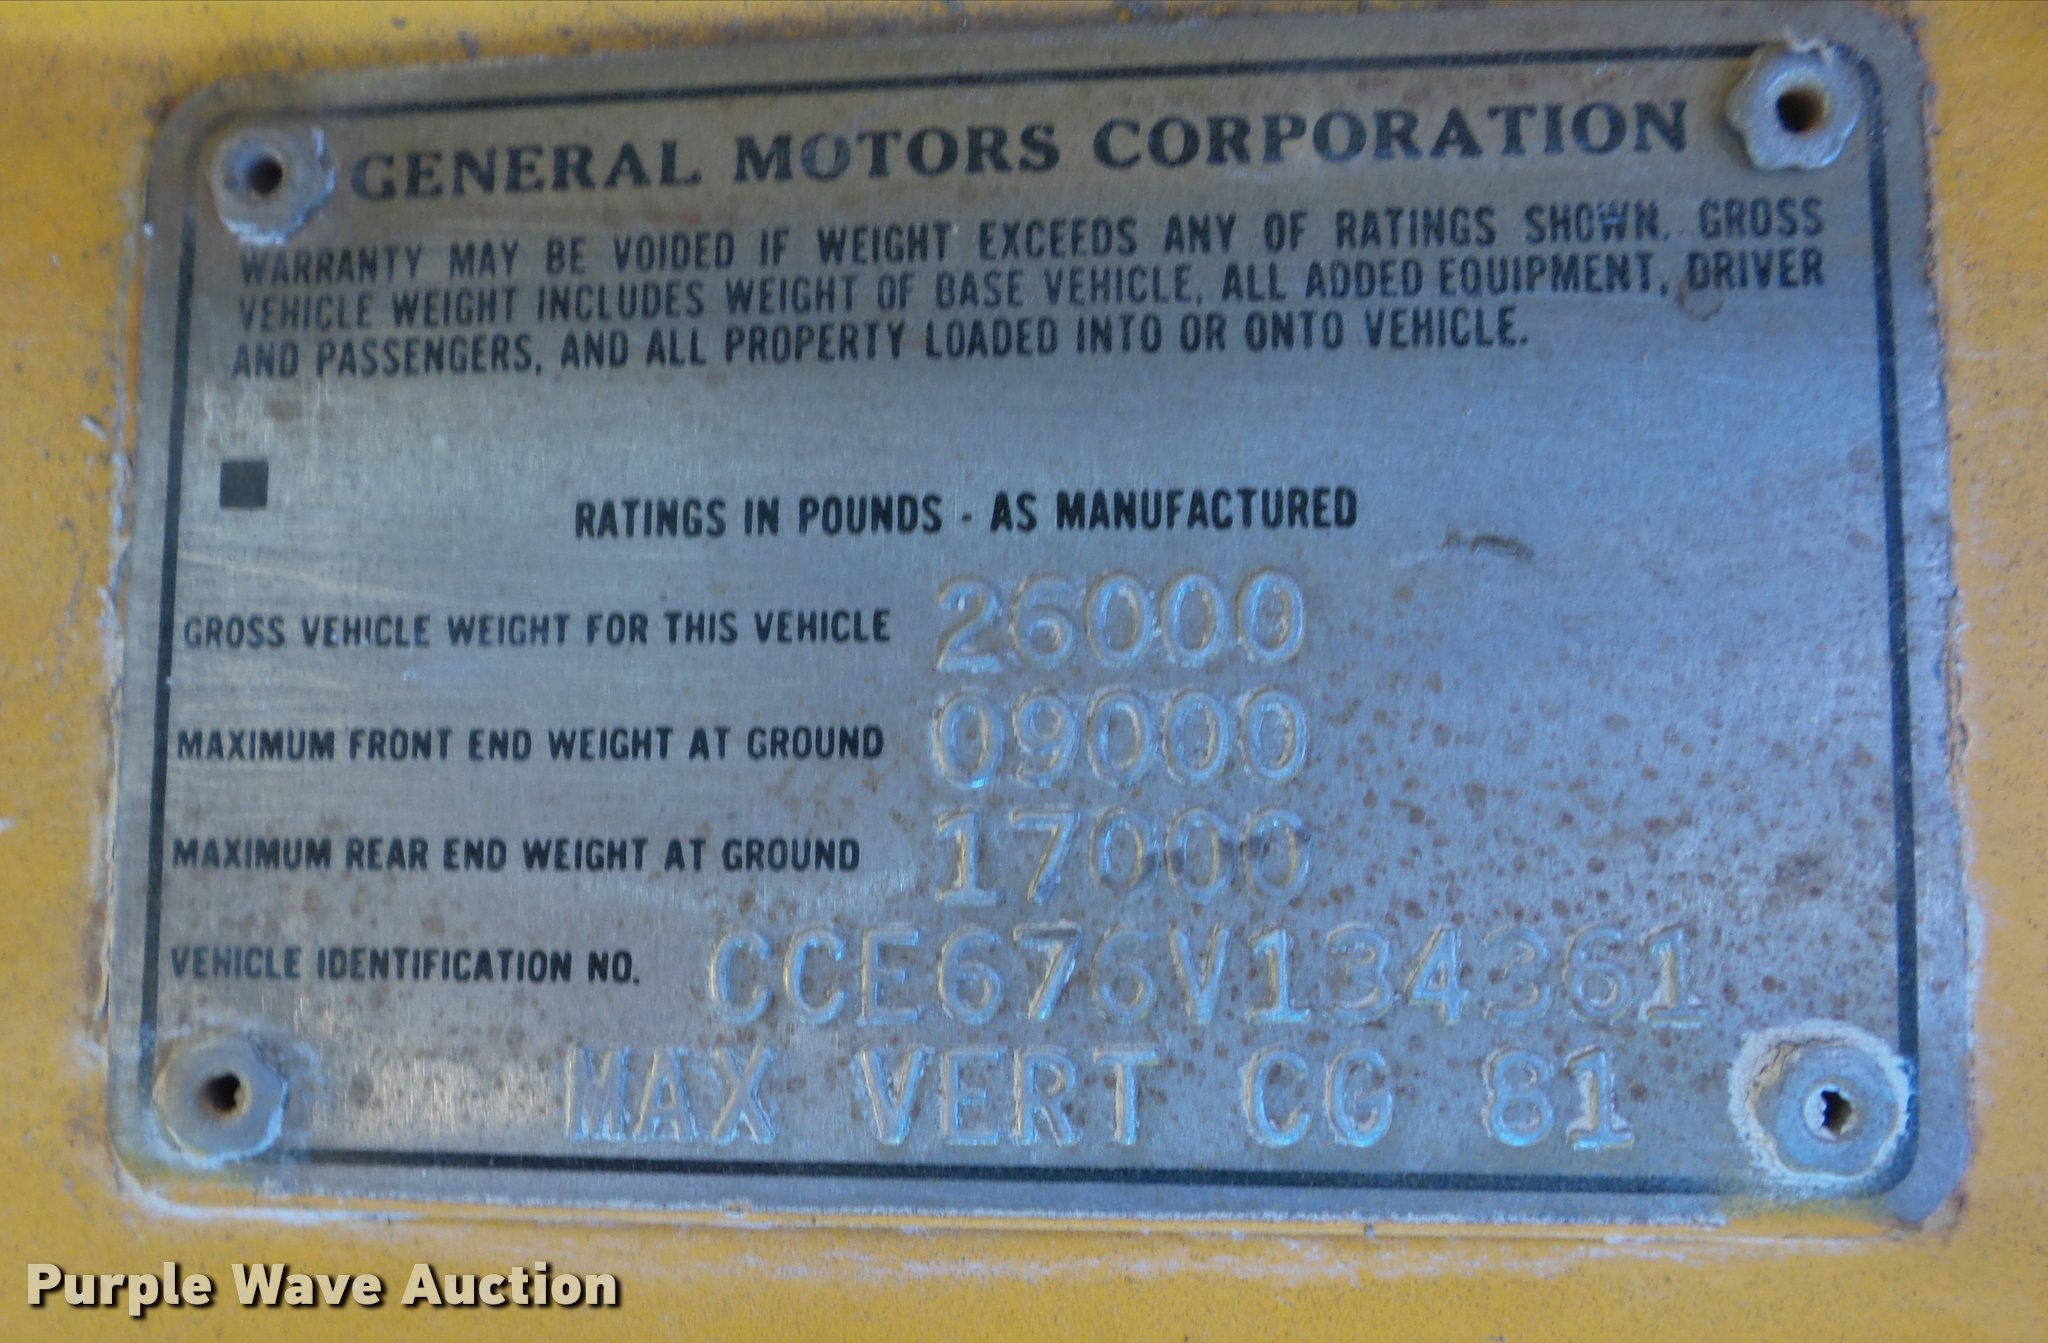 GENERAL MOTORS CORPORATION
WARRANTY MAY BE VOIDED IF WEIGHT EXCEEDS ANY OF RATINGS SHOWN. GROSS
VEHICLE WEIGHT INCLUDES WEIGHT OF BASE VEHICLE, ALL ADDED EQUIPMENT, DRIVER
AND PASSENGERS, AND ALL PROPERTY LOADED INTO OR ONTO VEHICLE.
RATINGS IN POUNDS - AS MANUFACTURED
GROSS VEHICLE WEIGHT FOR THIS VEHICLE 26000
MAXIMUM FRONT END WEIGHT AT GROUND 09000
MAXIMUM REAR END WEIGHT AT GROUND 17000
VEHICLE IDENTIFICATION NO. CCE676V134361
MAX VERT CG 81
Purple Wave Auction